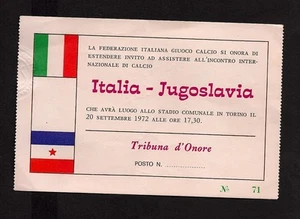 LA FEDERAZIONE ITALIANA GIUOCO CALCIO SI ONORA DI
ESTENDERE INVITO AD ASSISTERE ALL'INCONTRO INTER-
NAZIONALE DI CALCIO
Italia - Jugoslavia
CHE AVRÀ LUOGO ALLO STADIO COMUNALE IN TORINO IL
20 SETTEMBRE 1972 ALLE ORE 17,30.
Tribuna d'Onore
POSTO N. ................
Nº 71